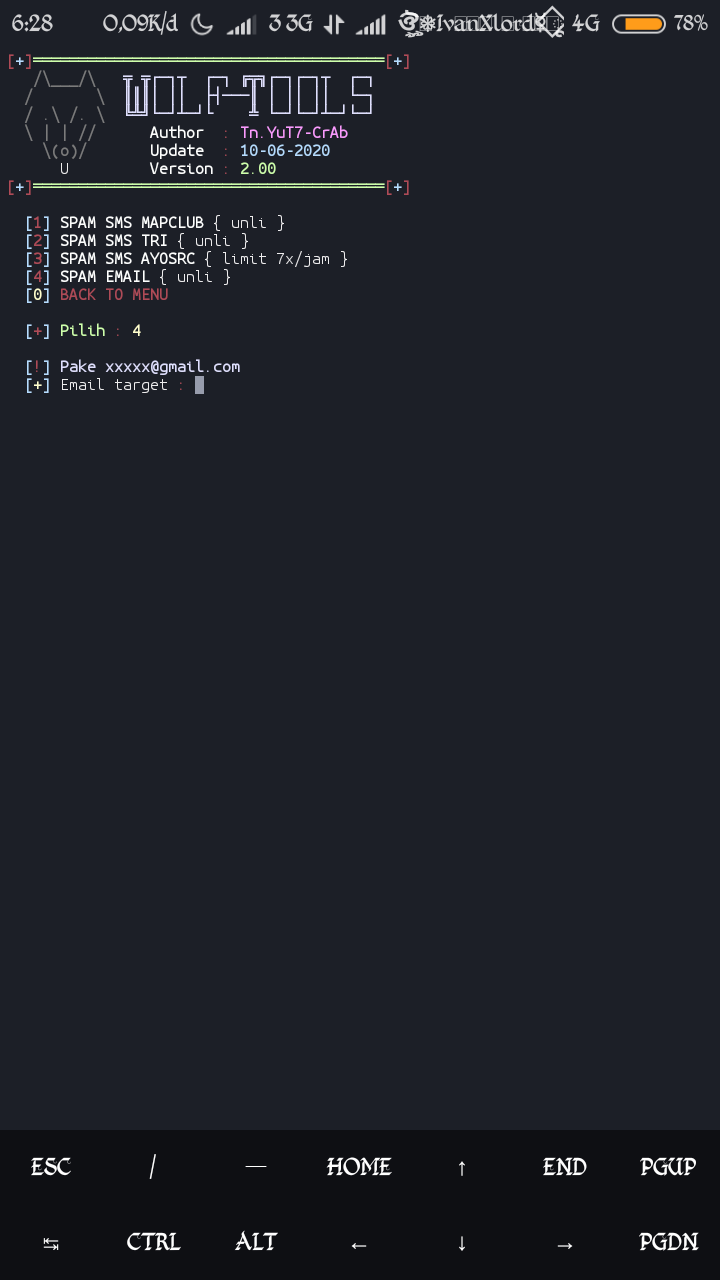 6:28 0,09K/d 3 3G IvanXlord 4G 78%
[+]═══════════════════════════════════════[+]
WOLF-TOOLS
Author : Tn.YuT7-CrAb
Update : 10-06-2020
Version : 2.00
[+]═══════════════════════════════════════[+]
[1] SPAM SMS MAPCLUB { unli }
[2] SPAM SMS TRI { unli }
[3] SPAM SMS AYOSRC { limit 7x/jam }
[4] SPAM EMAIL { unli }
[0] BACK TO MENU
[+] Pilih : 4
[!] Pake xxxxx@gmail.com
[+] Email target :
ESC / — HOME ↑ END PGUP
↹ CTRL ALT ← ↓ → PGDN